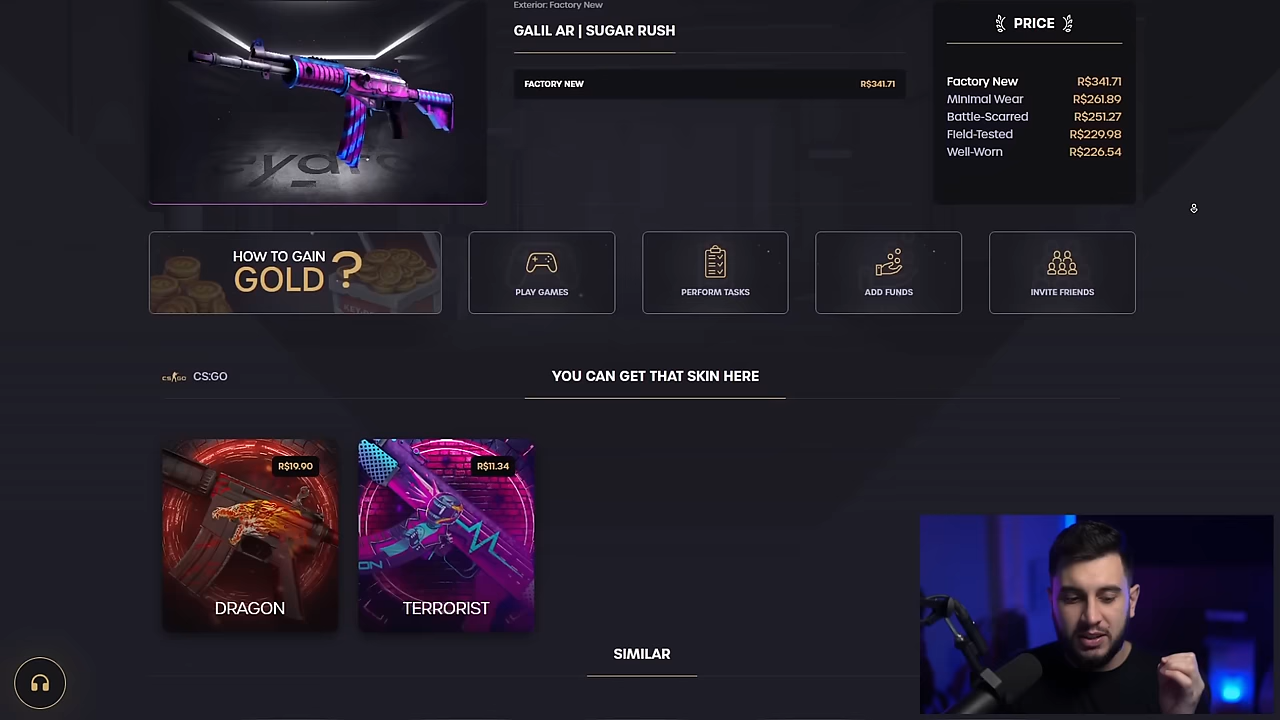 Exterior: Factory New
GALIL AR | SUGAR RUSH
FACTORY NEW R$341.71
PRICE
Factory New R$341.71
Minimal Wear R$261.89
Battle-Scarred R$251.27
Field-Tested R$229.98
Well-Worn R$226.54
HOW TO GAIN
GOLD ?
PLAY GAMES
PERFORM TASKS
ADD FUNDS
INVITE FRIENDS
CS:GO CS:GO
YOU CAN GET THAT SKIN HERE
R$19.90
DRAGON
R$11.34
ON
TERRORIST
SIMILAR